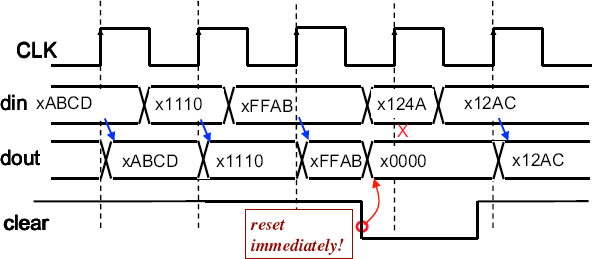 CLK
din xABCD x1110 xFFAB x124A x12AC
X
dout xABCD x1110 xFFAB x0000 x12AC
clear
reset
immediately!